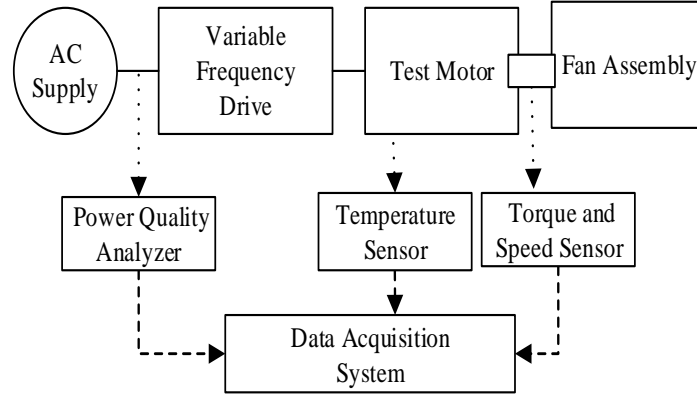 AC
Supply
Variable
Frequency
Drive
Test Motor
Fan Assembly
Power Quality
Analyzer
Temperature
Sensor
Torque and
Speed Sensor
Data Acquisition
System